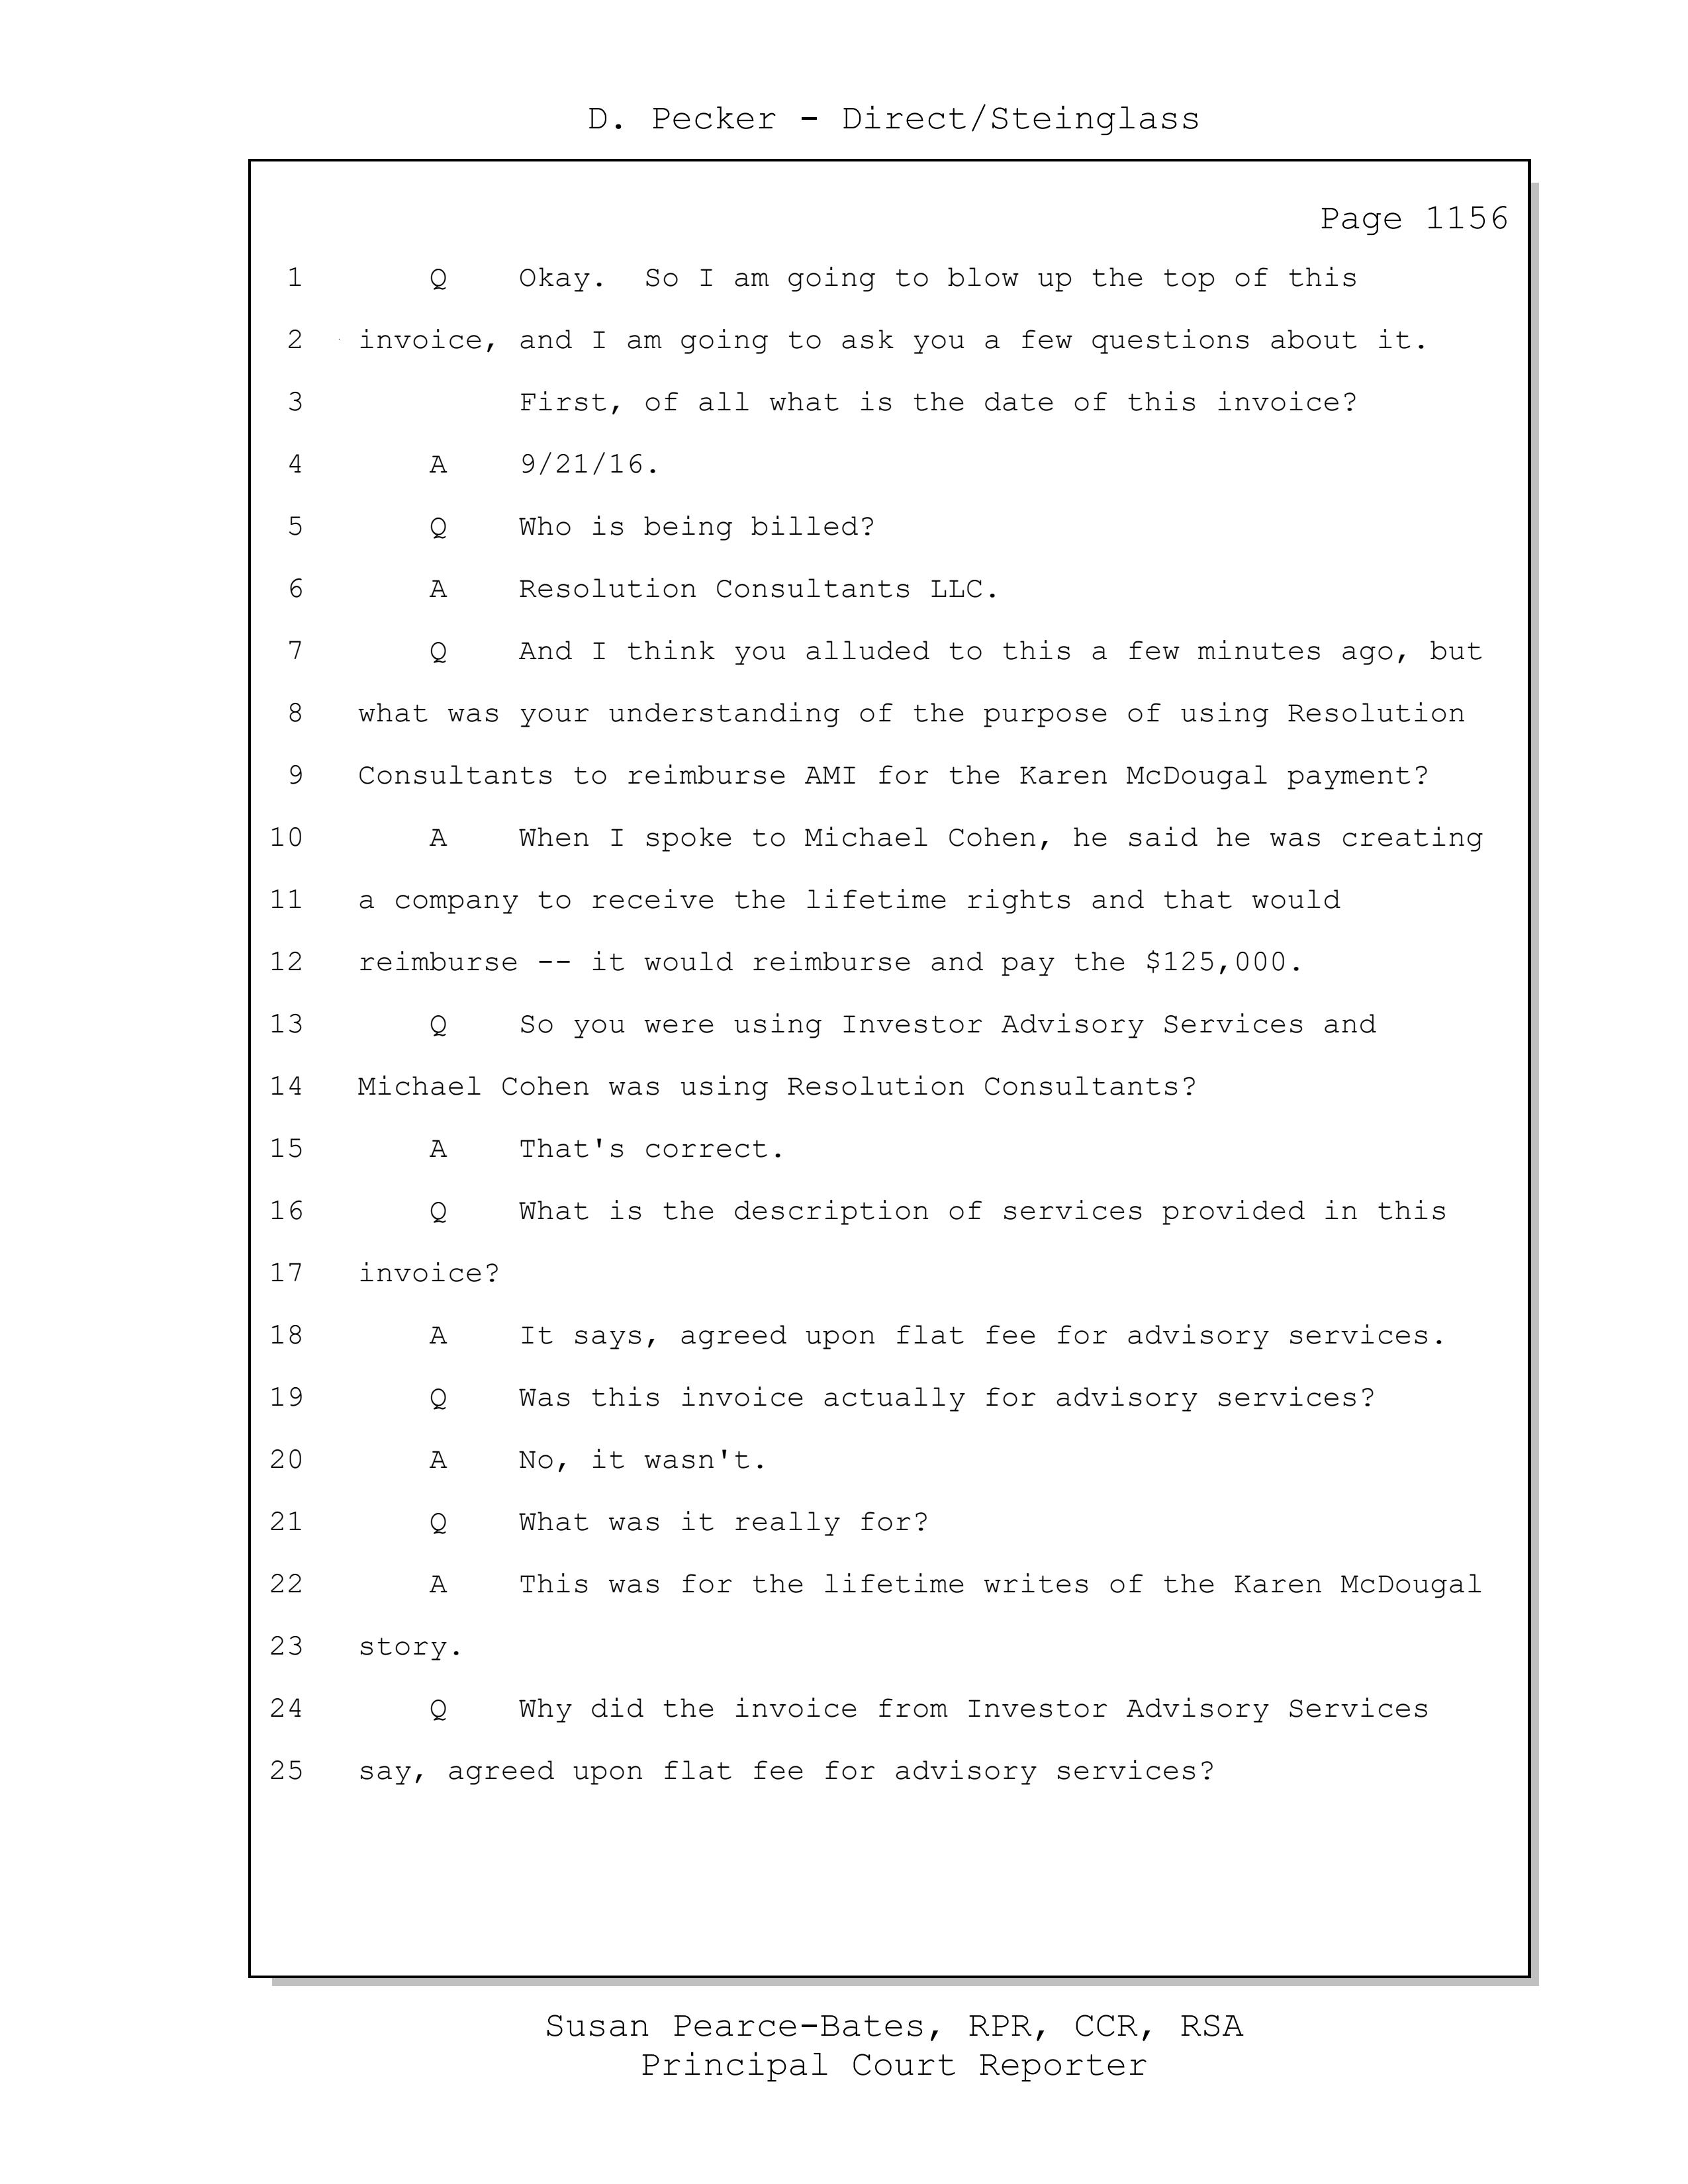 D. Pecker - Direct/Steinglass
Page 1156
1 Q Okay. So I am going to blow up the top of this
2 invoice, and I am going to ask you a few questions about it.
3 First, of all what is the date of this invoice?
4 A 9/21/16.
5 Q Who is being billed?
6 A Resolution Consultants LLC.
7 Q And I think you alluded to this a few minutes ago, but
8 what was your understanding of the purpose of using Resolution
9 Consultants to reimburse AMI for the Karen McDougal payment?
10 A When I spoke to Michael Cohen, he said he was creating
11 a company to receive the lifetime rights and that would
12 reimburse -- it would reimburse and pay the $125,000.
13 Q So you were using Investor Advisory Services and
14 Michael Cohen was using Resolution Consultants?
15 A That's correct.
16 Q What is the description of services provided in this
17 invoice?
18 A It says, agreed upon flat fee for advisory services.
19 Q Was this invoice actually for advisory services?
20 A No, it wasn't.
21 Q What was it really for?
22 A This was for the lifetime writes of the Karen McDougal
23 story.
24 Q Why did the invoice from Investor Advisory Services
25 say, agreed upon flat fee for advisory services?
Susan Pearce-Bates, RPR, CCR, RSA
Principal Court Reporter